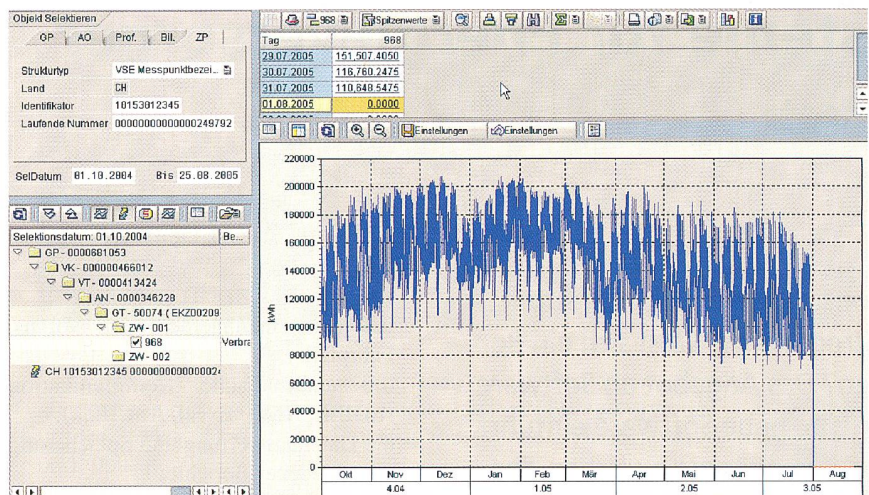 Objekt Selektieren
GP AO Prof. Bil. ZP
Strukturtyp VSE Messpunktbezei...
Land CH
Identifikator 10153012345
Laufende Nummer 00000000000000249792
SelDatum 01.10.2004 Bis 25.08.2005
968 Spitzenwerte
Tag 968
29.07.2005 151,507.4050
30.07.2005 116,760.2475
31.07.2005 110,648.5475
01.08.2005 0.0000
Einstellungen Einstellungen
Selektionsdatum: 01.10.2004 Be...
GP - 0000681053
VK - 000000466012
VT - 0000413424
AN - 0000346228
GT - 50074 ( EKZ00209
ZW - 001
968 Verbra
ZW - 002
CH 10153012345 000000000000002
220000
200000
180000
160000
140000
120000
100000
80000
60000
40000
20000
0
kWh
Okt Nov Dez Jan Feb Mär Apr Mai Jun Jul Aug
4.04 1.05 2.05 3.05